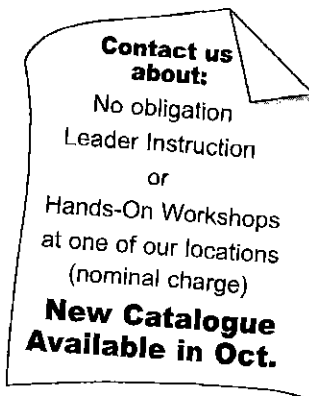 Contact us
about:
No obligation
Leader Instruction
or
Hands-On Workshops
at one of our locations
(nominal charge)
New Catalogue
Available in Oct.